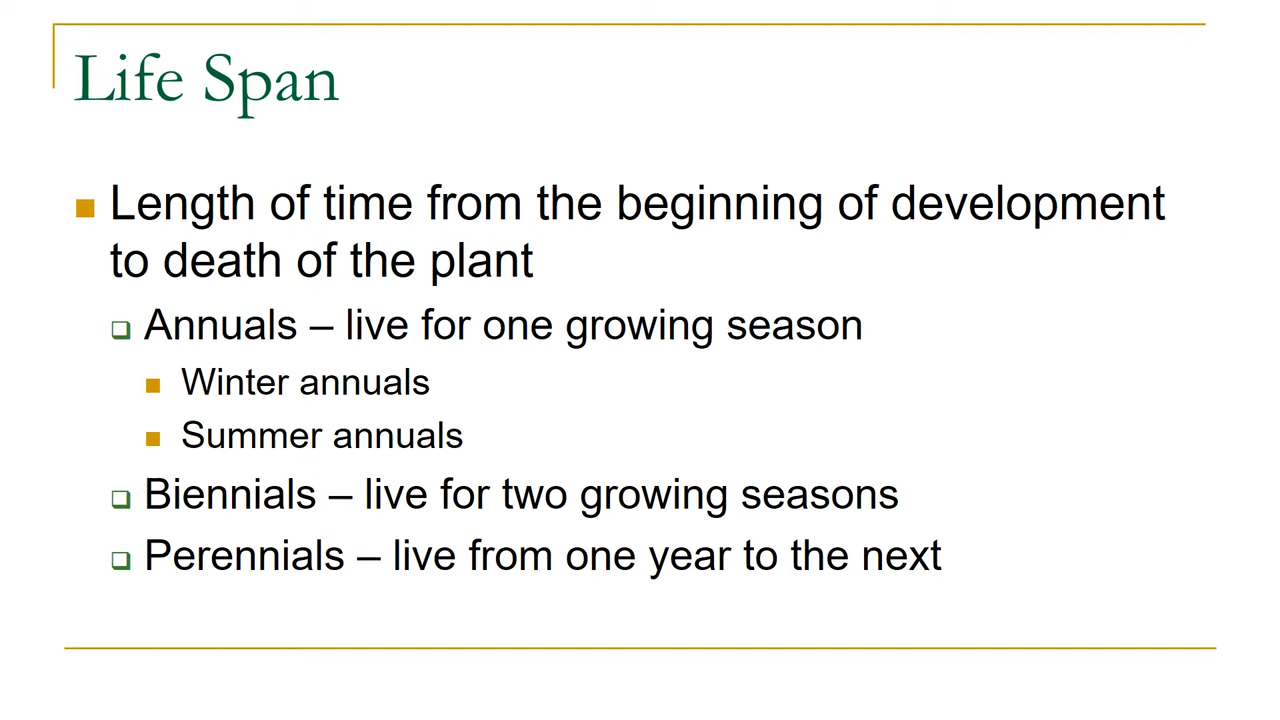 Life Span
Length of time from the beginning of development
to death of the plant
Annuals – live for one growing season
Winter annuals
Summer annuals
Biennials – live for two growing seasons
Perennials – live from one year to the next